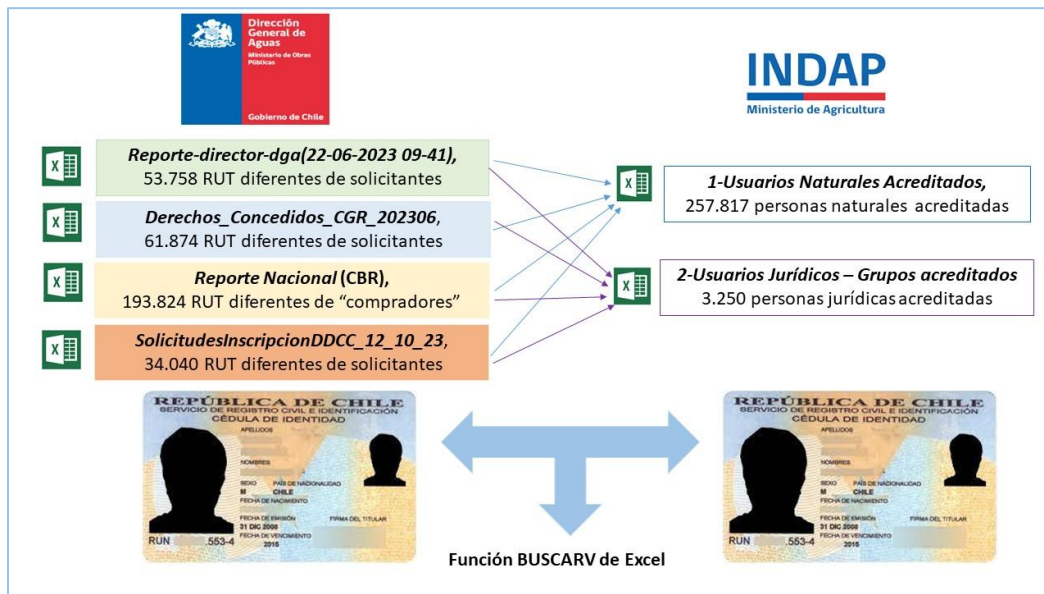 Dirección
General de
Aguas
Ministerio de Obras
Públicas
Gobierno de Chile
INDAP
Ministerio de Agricultura
Reporte-director-dga(22-06-2023 09-41),
53.758 RUT diferentes de solicitantes
Derechos_Concedidos_CGR_202306,
61.874 RUT diferentes de solicitantes
Reporte Nacional (CBR),
193.824 RUT diferentes de “compradores”
SolicitudesInscripcionDDCC_12_10_23,
34.040 RUT diferentes de solicitantes
1-Usuarios Naturales Acreditados,
257.817 personas naturales acreditadas
2-Usuarios Jurídicos – Grupos acreditados
3.250 personas jurídicas acreditadas
REPÚBLICA DE CHILE
SERVICIO DE REGISTRO CIVIL E IDENTIFICACIÓN
CÉDULA DE IDENTIDAD
APELLIDOS
NOMBRES
SEXO PAÍS DE NACIONALIDAD
M CHILE
FECHA DE NACIMIENTO
FECHA DE EMISIÓN FIRMA DEL TITULAR
31 DIC 2008
FECHA DE VENCIMIENTO
2015
RUN .553-4
REPÚBLICA DE CHILE
SERVICIO DE REGISTRO CIVIL E IDENTIFICACIÓN
CÉDULA DE IDENTIDAD
APELLIDOS
NOMBRES
SEXO PAÍS DE NACIONALIDAD
M CHILE
FECHA DE NACIMIENTO
FECHA DE EMISIÓN FIRMA DEL TITULAR
31 DIC 2008
FECHA DE VENCIMIENTO
2015
RUN .553-4
Función BUSCARV de Excel